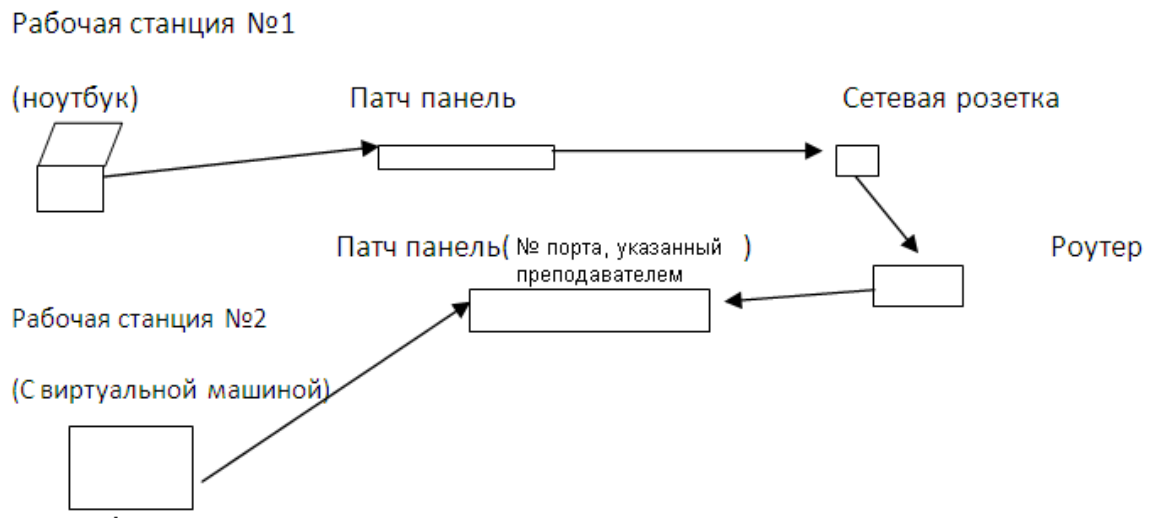 Рабочая станция №1
(ноутбук)
Патч панель
Сетевая розетка
Патч панель( № порта, указанный )
преподавателем
Роутер
Рабочая станция №2
(С виртуальной машиной)